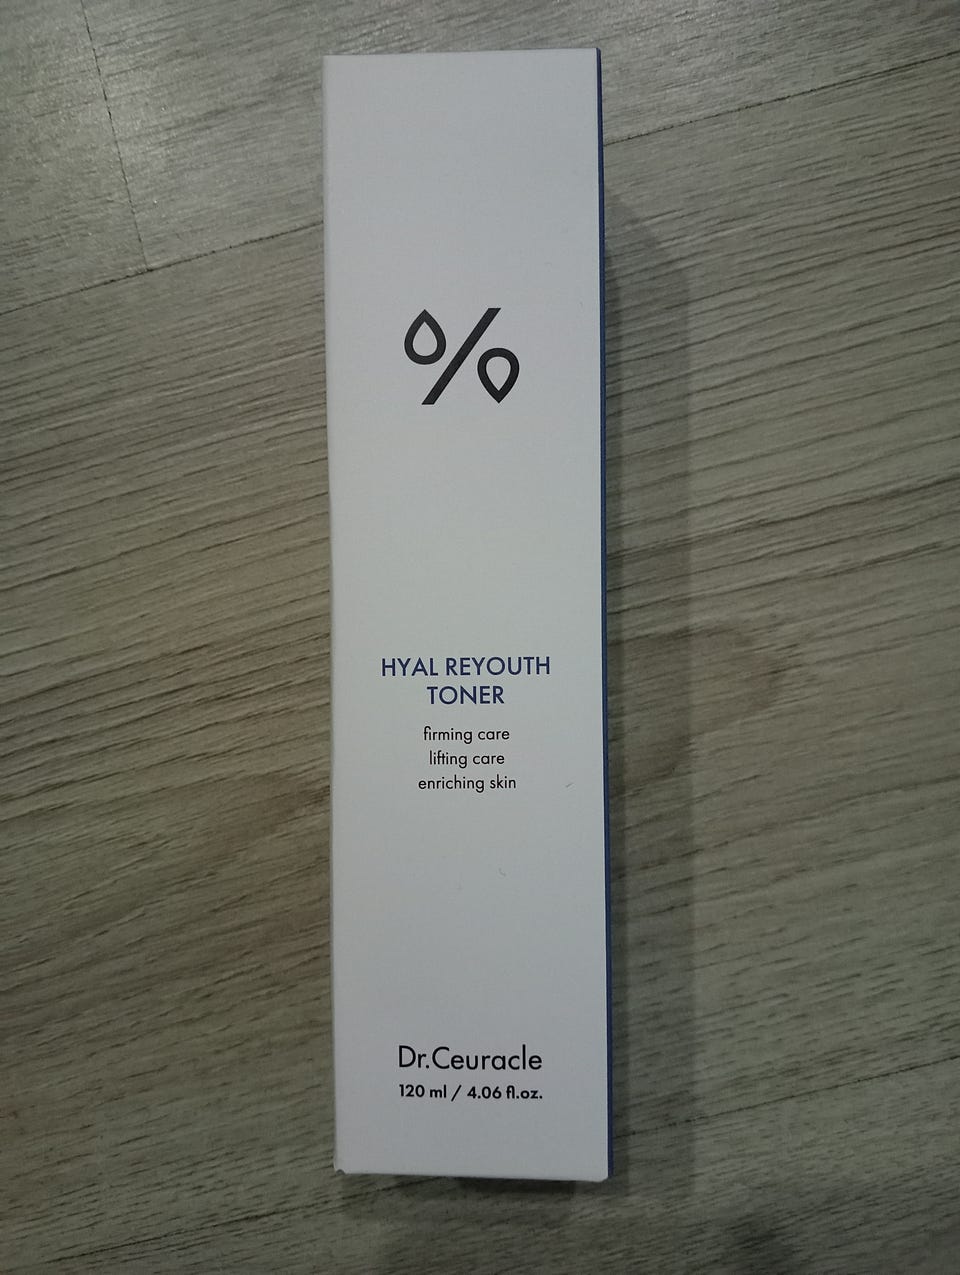 %
HYAL REYOUTH
TONER
firming care
lifting care
enriching skin
Dr.Ceuracle
120 ml / 4.06 fl.oz.